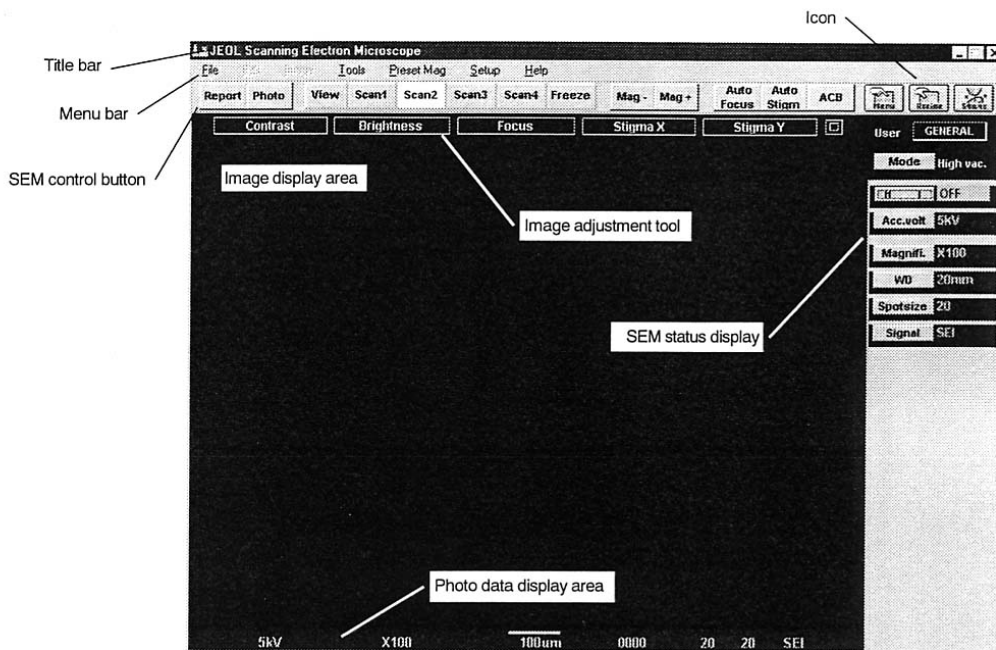 Icon
JEOL Scanning Electron Microscope
Title bar
File Tools Preset Mag Setup Help
Menu bar
Report Photo View Scan1 Scan2 Scan3 Scan4 Freeze Mag - Mag + Auto Focus Auto Stigm ACB Menu Recipe
SEM control button
Contrast Brightness Focus Stigma X Stigma Y
User GENERAL
Mode High vac.
Image display area
OFF
Image adjustment tool
Acc.volt 5kV
Magnifi. X100
WD 20mm
Spotsize 20
SEM status display
Signal SEI
Photo data display area
5kV X100 100um 0000 20 20 SEI